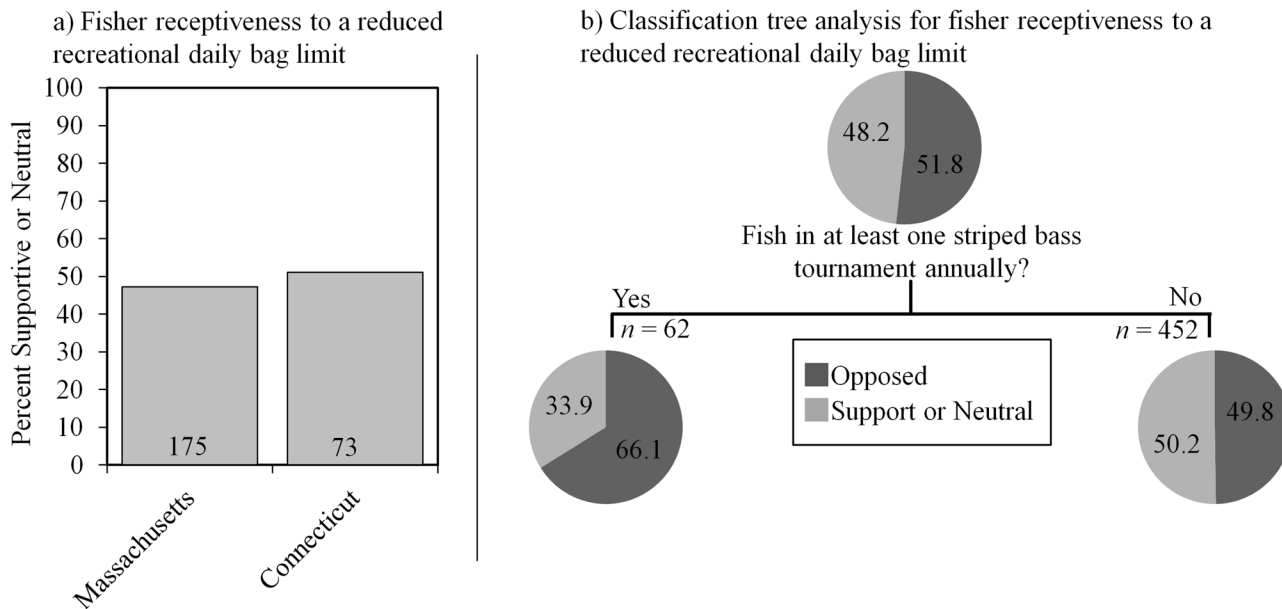 a) Fisher receptiveness to a reduced
recreational daily bag limit
Percent Supportive or Neutral
100
90
80
70
60
50
40
30
20
10
0
175
73
Massachusetts
Connecticut
b) Classification tree analysis for fisher receptiveness to
a reduced recreational daily bag limit
48.2
51.8
Fish in at least one striped bass
tournament annually?
Yes
n = 62
No
n = 452
33.9
66.1
Opposed
Support or Neutral
49.8
50.2